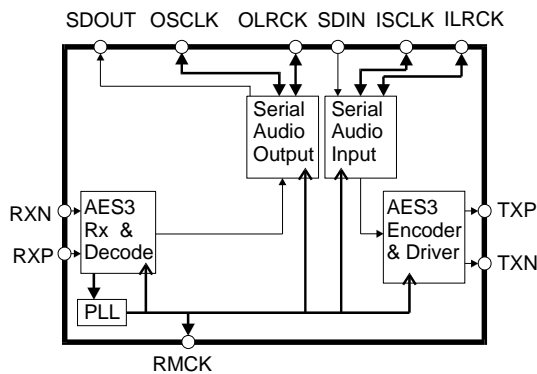 SDOUT OSCLK OLRCK SDIN ISCLK ILRCK
Serial
Audio
Output
Serial
Audio
Input
RXN
RXP
AES3
Rx &
Decode
AES3
Encoder
& Driver
TXP
TXN
PLL
RMCK